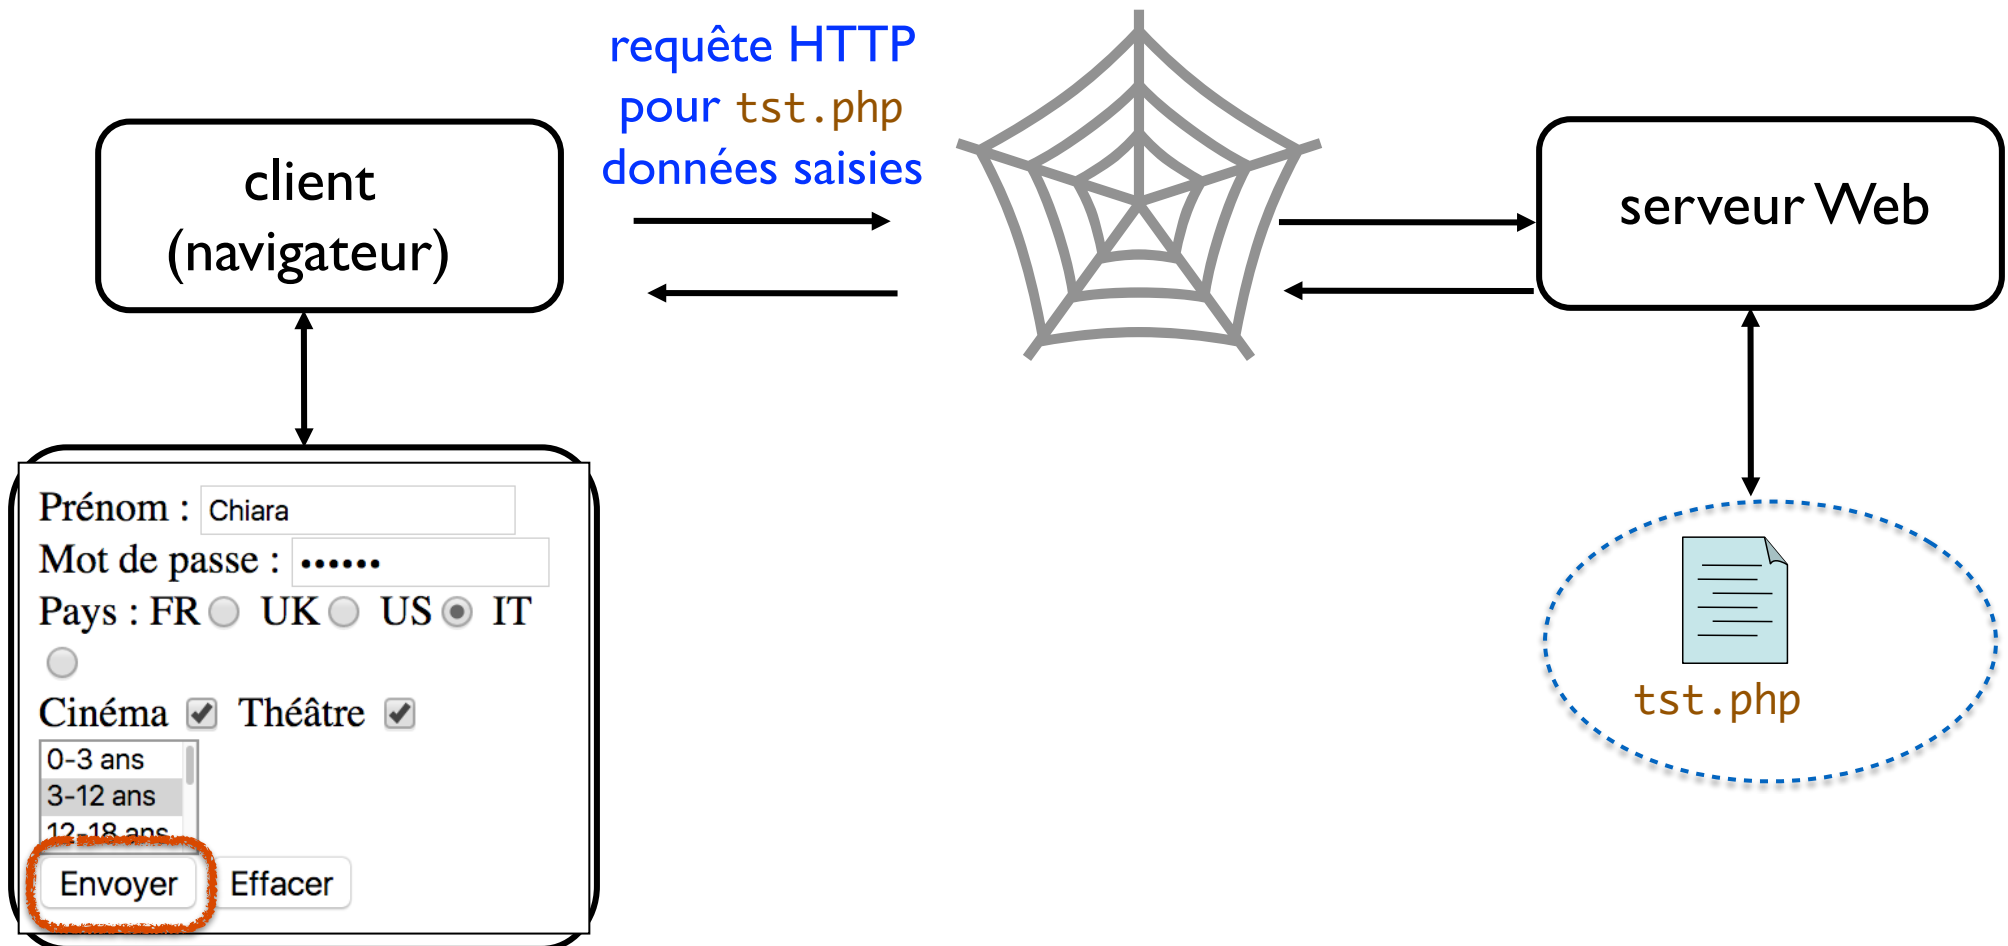 requête HTTP
pour tst.php
données saisies
client
(navigateur)
serveur Web
Prénom : Chiara
Mot de passe : ••••••
Pays : FR UK US IT
Cinéma Théâtre
0-3 ans
3-12 ans
12-18 ans
Envoyer Effacer
tst.php